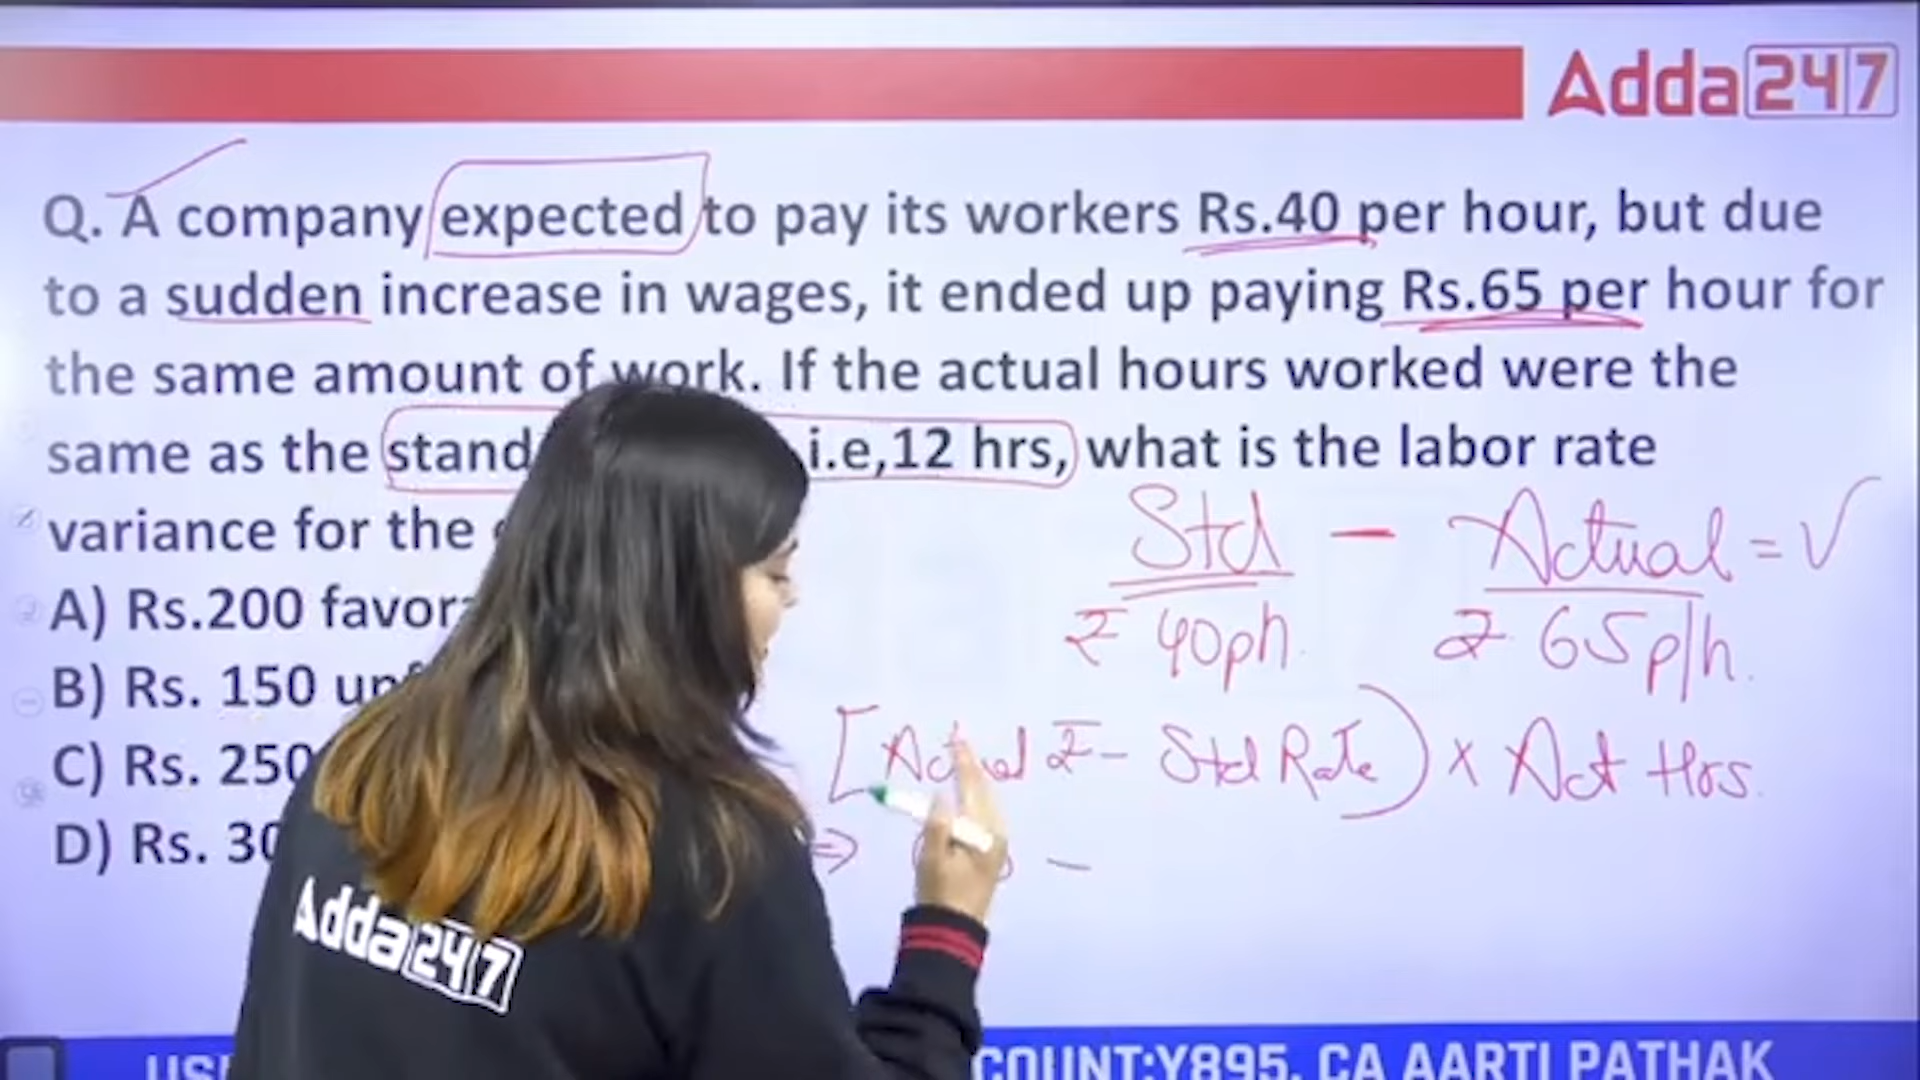 Adda247
Q. A company expected to pay its workers Rs.40 per hour, but due
to a sudden increase in wages, it ended up paying Rs.65 per hour for
the same amount of work. If the actual hours worked were the
same as the stand i.e,12 hrs, what is the labor rate
variance for the
Std - Actual = √
A) Rs.200 favor
₹ 40ph. ₹ 65 p/h.
B) Rs. 150 unf
[Actual ₹ - Std Rate) x Act Hrs.
C) Rs. 250
⇒ -
D) Rs. 30
Adda247
US COUNT:Y895, CA AARTI PATHAK